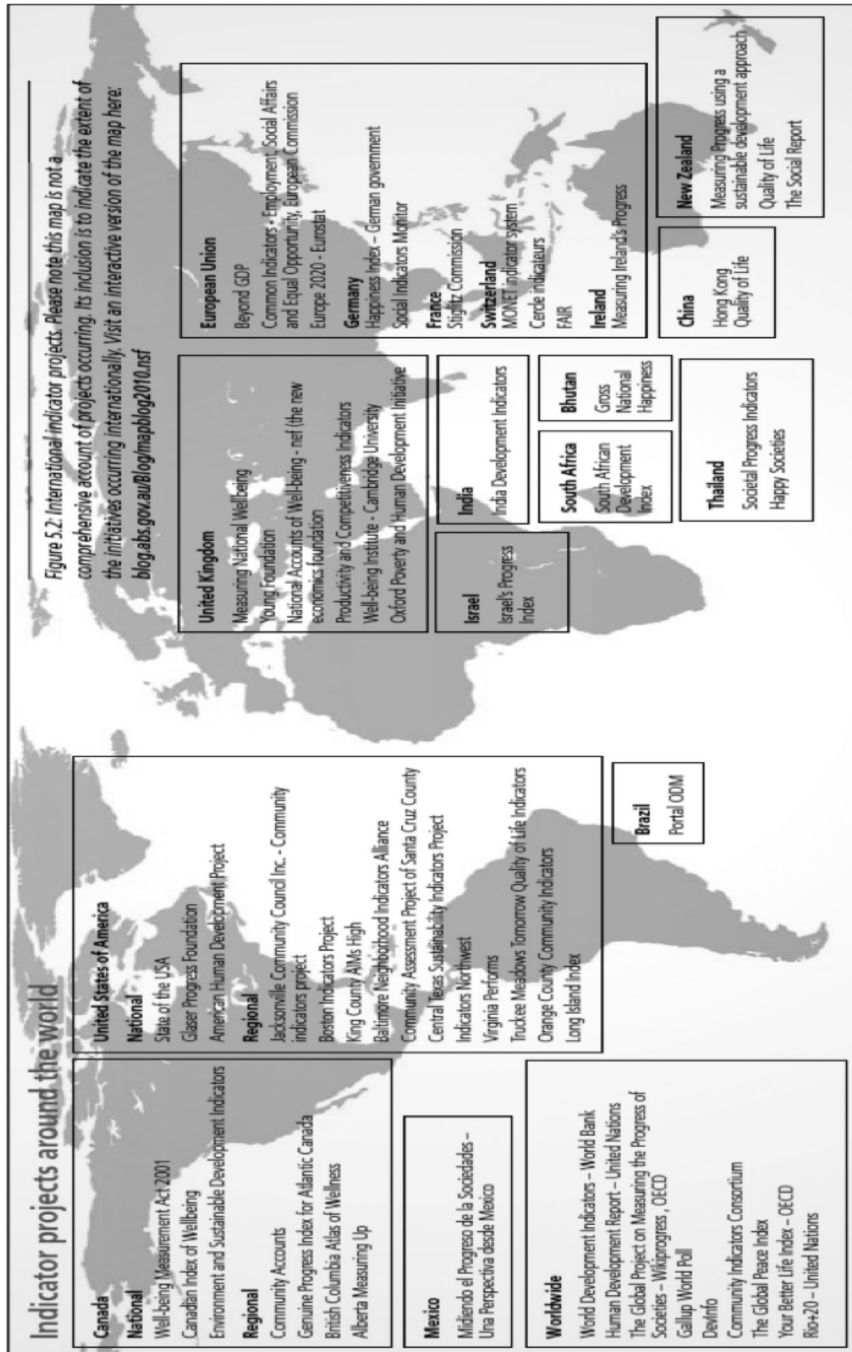 Indicator projects around the world
Figure 5.2: International indicator projects. Please note this map is not a
comprehensive account of projects occurring. Its inclusion is to indicate the extent of
the initiatives occurring internationally. Visit an interactive version of the map here:
blog.abs.gov.au/Blog/mapblog2010.nsf
Canada
National
Well-being Measurement Act 2001
Canadian Index of Wellbeing
Environment and Sustainable Development Indicators
Regional
Community Accounts
Genuine Progress Index for Atlantic Canada
British Columbia Atlas of Wellness
Alberta Measuring Up
Mexico
Midiendo el Progreso de la Sociedades –
Una Perspectiva desde Mexico
Worldwide
World Development Indicators – World Bank
Human Development Report – United Nations
The Global Project on Measuring the Progress of
Societies – Wikiprogress , OECD
Gallup World Poll
DevInfo
Community Indicators Consortium
The Global Peace Index
Your Better Life Index – OECD
Rio+20 – United Nations
United States of America
National
State of the USA
Glaser Progress Foundation
American Human Development Project
Regional
Jacksonville Community Council Inc. - Community
indicators project
Boston Indicators Project
King County AIMs High
Baltimore Neighborhood Indicators Alliance
Community Assessment Project of Santa Cruz County
Central Texas Sustainability Indicators Project
Indicators Northwest
Virginia Performs
Truckee Meadows Tomorrow Quality of Life Indicators
Orange County Community Indicators
Long Island Index
Brazil
Portal ODM
United Kingdom
Measuring National Wellbeing
Young Foundation
National Accounts of Well-being - nef (the new
economics foundation
Productivity and Competitiveness Indicators
Well-being Institute - Cambridge University
Oxford Poverty and Human Development Initiative
Israel
Israel's Progress
Index
India
India Development Indicators
South Africa
South African
Development
Index
Bhutan
Gross
National
Happiness
Thailand
Societal Progress Indicators
Happy Societies
European Union
Beyond GDP
Common Indicators - Employment, Social Affairs
and Equal Opportunity, European Commission
Europe 2020 - Eurostat
Germany
Happiness Index – German government
Social Indicators Monitor
France
Stiglitz Commission
Switzerland
MONET indicator system
Cercle indicateurs
FAIR
Ireland
Measuring Ireland's Progress
China
Hong Kong
Quality of Life
New Zealand
Measuring Progress using a
sustainable development approach
Quality of Life
The Social Report